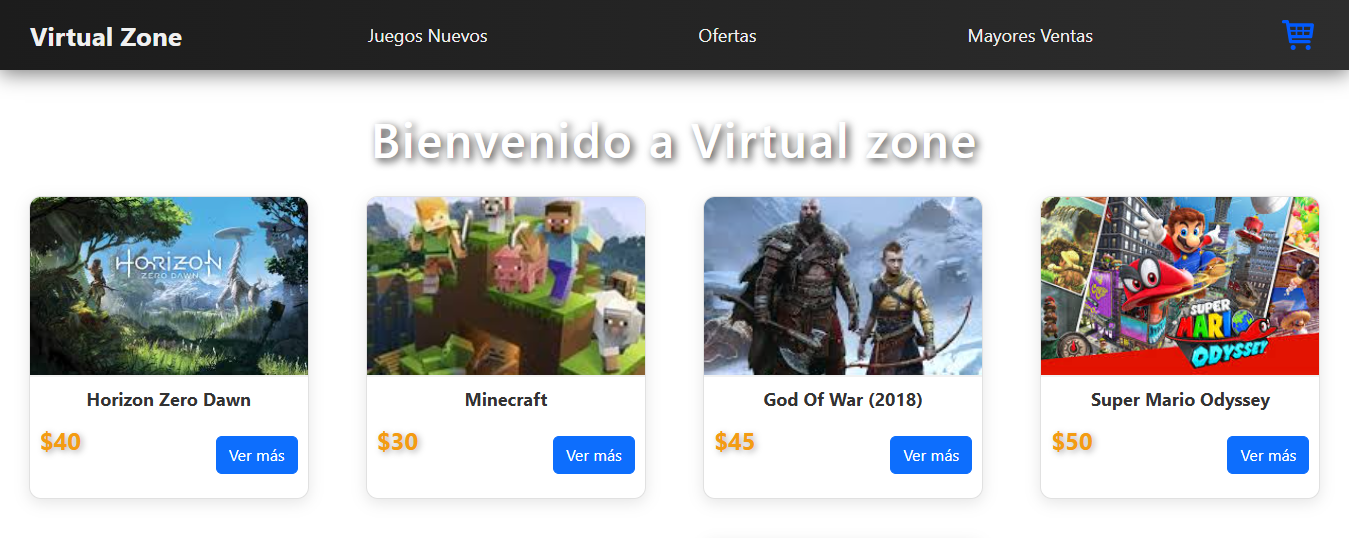 Virtual Zone
Juegos Nuevos
Ofertas
Mayores Ventas
Bienvenido a Virtual zone
HORIZON
ZERO DAWN
SUPER
MARIO
ODYSSEY
Horizon Zero Dawn
Minecraft
God Of War (2018)
Super Mario Odyssey
$40
Ver más
$30
Ver más
$45
Ver más
$50
Ver más